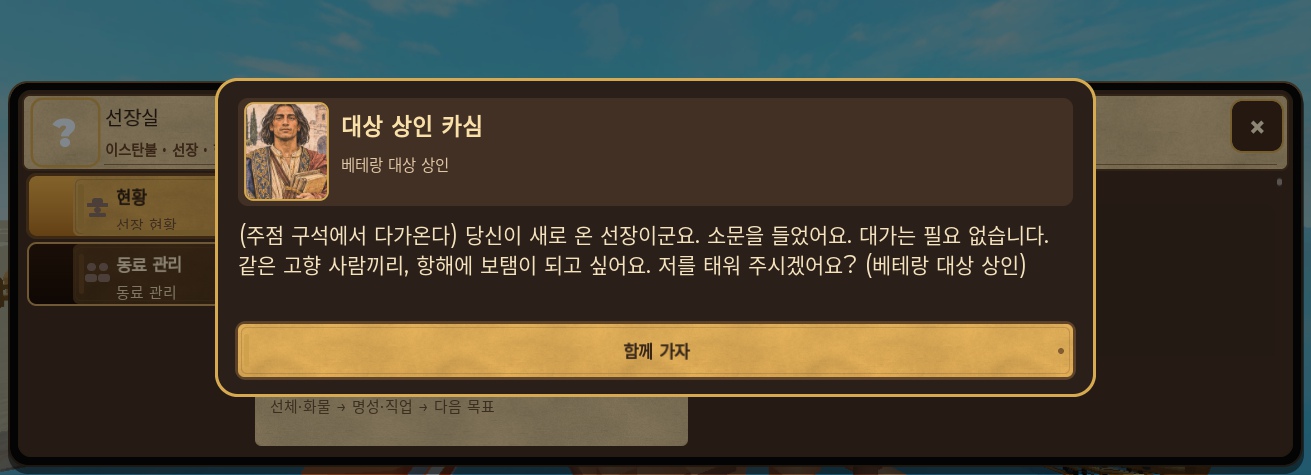 대상 상인 카심
베테랑 대상 상인
(주점 구석에서 다가온다) 당신이 새로 온 선장이군요. 소문을 들었어요. 대가는 필요 없습니다.
같은 고향 사람끼리, 항해에 보탬이 되고 싶어요. 저를 태워 주시겠어요? (베테랑 대상 상인)
함께 가자
?
선장실
이스탄불 · 선장 ·
×
현황
선장 현황
동료 관리
동료 관리
선체·화물 → 명성·직업 → 다음 목표